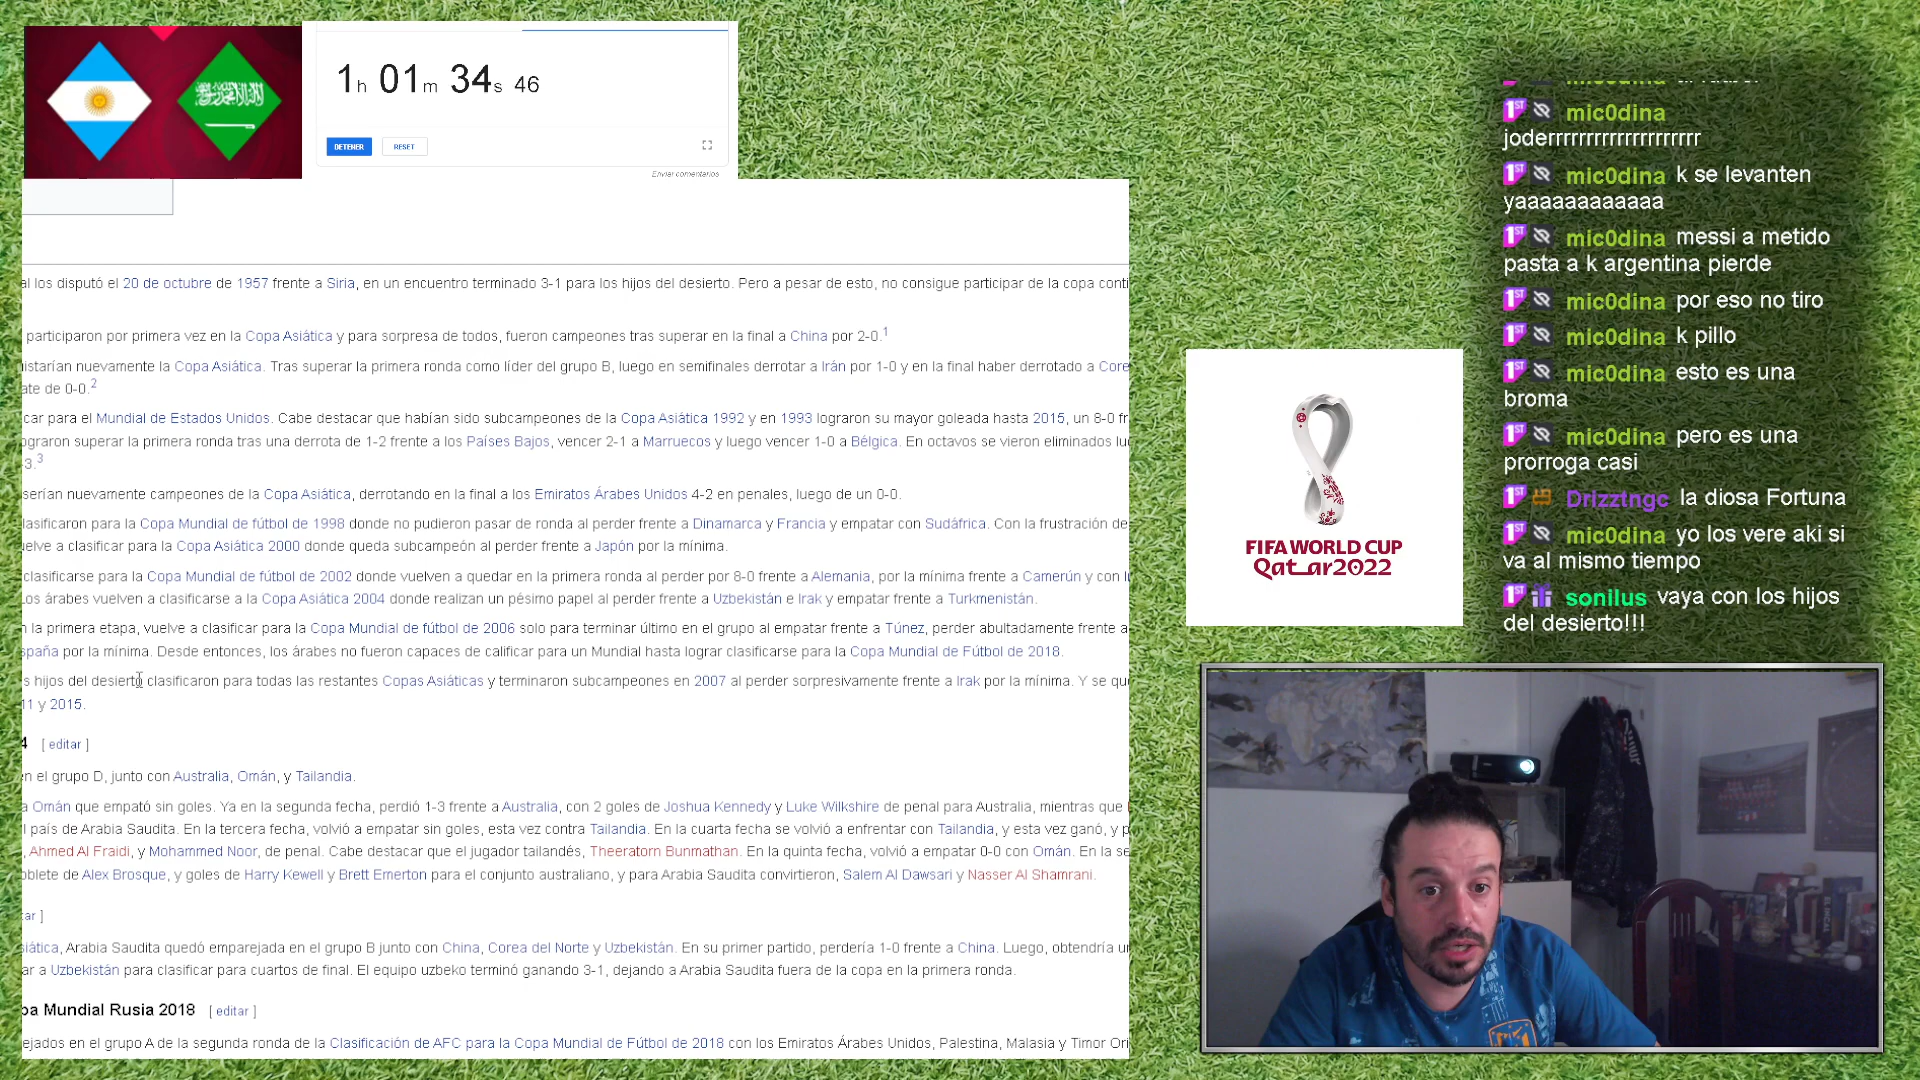 1h 01m 34s 46
DETENER RESET
Enviar comentarios
al los disputó el 20 de octubre de 1957 frente a Siria, en un encuentro terminado 3-1 para los hijos del desierto. Pero a pesar de esto, no consigue participar de la copa conti
participaron por primera vez en la Copa Asiática y para sorpresa de todos, fueron campeones tras superar en la final a China por 2-0.1
istarían nuevamente la Copa Asiática. Tras superar la primera ronda como líder del grupo B, luego en semifinales derrotar a Irán por 1-0 y en la final haber derrotado a Core
ate de 0-0.2
car para el Mundial de Estados Unidos. Cabe destacar que habían sido subcampeones de la Copa Asiática 1992 y en 1993 lograron su mayor goleada hasta 2015, un 8-0 fr
ograron superar la primera ronda tras una derrota de 1-2 frente a los Países Bajos, vencer 2-1 a Marruecos y luego vencer 1-0 a Bélgica. En octavos se vieron eliminados lu
3.3
serían nuevamente campeones de la Copa Asiática, derrotando en la final a los Emiratos Árabes Unidos 4-2 en penales, luego de un 0-0.
lasificaron para la Copa Mundial de fútbol de 1998 donde no pudieron pasar de ronda al perder frente a Dinamarca y Francia y empatar con Sudáfrica. Con la frustración de
uelve a clasificar para la Copa Asiática 2000 donde queda subcampeón al perder frente a Japón por la mínima.
clasificarse para la Copa Mundial de fútbol de 2002 donde vuelven a quedar en la primera ronda al perder por 8-0 frente a Alemania, por la mínima frente a Camerún y con I
Los árabes vuelven a clasificarse a la Copa Asiática 2004 donde realizan un pésimo papel al perder frente a Uzbekistán e Irak y empatar frente a Turkmenistán.
n la primera etapa, vuelve a clasificar para la Copa Mundial de fútbol de 2006 solo para terminar último en el grupo al empatar frente a Túnez, perder abultadamente frente a
spaña por la mínima. Desde entonces, los árabes no fueron capaces de calificar para un Mundial hasta lograr clasificarse para la Copa Mundial de Fútbol de 2018.
s hijos del desierto clasificaron para todas las restantes Copas Asiáticas y terminaron subcampeones en 2007 al perder sorpresivamente frente a Irak por la mínima. Y se qu
11 y 2015.
4 [ editar ]
en el grupo D, junto con Australia, Omán, y Tailandia.
a Omán que empató sin goles. Ya en la segunda fecha, perdió 1-3 frente a Australia, con 2 goles de Joshua Kennedy y Luke Wilkshire de penal para Australia, mientras que
l país de Arabia Saudita. En la tercera fecha, volvió a empatar sin goles, esta vez contra Tailandia. En la cuarta fecha se volvió a enfrentar con Tailandia, y esta vez ganó, y p
, Ahmed Al Fraidi, y Mohammed Noor, de penal. Cabe destacar que el jugador tailandés, Theeratorn Bunmathan. En la quinta fecha, volvió a empatar 0-0 con Omán. En la se
oblete de Alex Brosque, y goles de Harry Kewell y Brett Emerton para el conjunto australiano, y para Arabia Saudita convirtieron, Salem Al Dawsari y Nasser Al Shamrani.
tar ]
siática, Arabia Saudita quedó emparejada en el grupo B junto con China, Corea del Norte y Uzbekistán. En su primer partido, perdería 1-0 frente a China. Luego, obtendría u
ar a Uzbekistán para clasificar para cuartos de final. El equipo uzbeko terminó ganando 3-1, dejando a Arabia Saudita fuera de la copa en la primera ronda.
pa Mundial Rusia 2018 [ editar ]
ejados en el grupo A de la segunda ronda de la Clasificación de AFC para la Copa Mundial de Fútbol de 2018 con los Emiratos Árabes Unidos, Palestina, Malasia y Timor Ori
FIFA WORLD CUP
Qatar2022
mic0dina
joderrrrrrrrrrrrrrrrrrrr
mic0dina k se levanten
yaaaaaaaaaaaa
mic0dina messi a metido
pasta a k argentina pierde
mic0dina por eso no tiro
mic0dina k pillo
mic0dina esto es una
broma
mic0dina pero es una
prorroga casi
Drizztngc la diosa Fortuna
mic0dina yo los vere aki si
va al mismo tiempo
sonilus vaya con los hijos
del desierto!!!